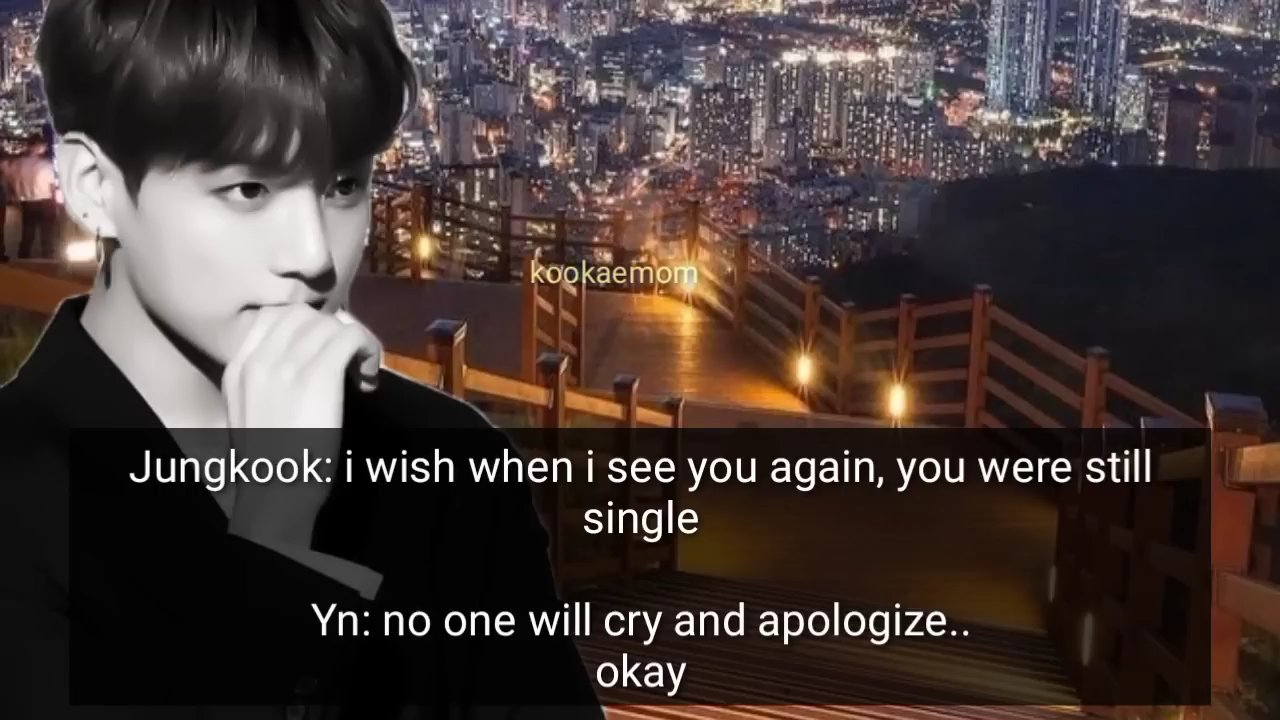 kookaemom
Jungkook: i wish when i see you again, you were still
single
Yn: no one will cry and apologize..
okay